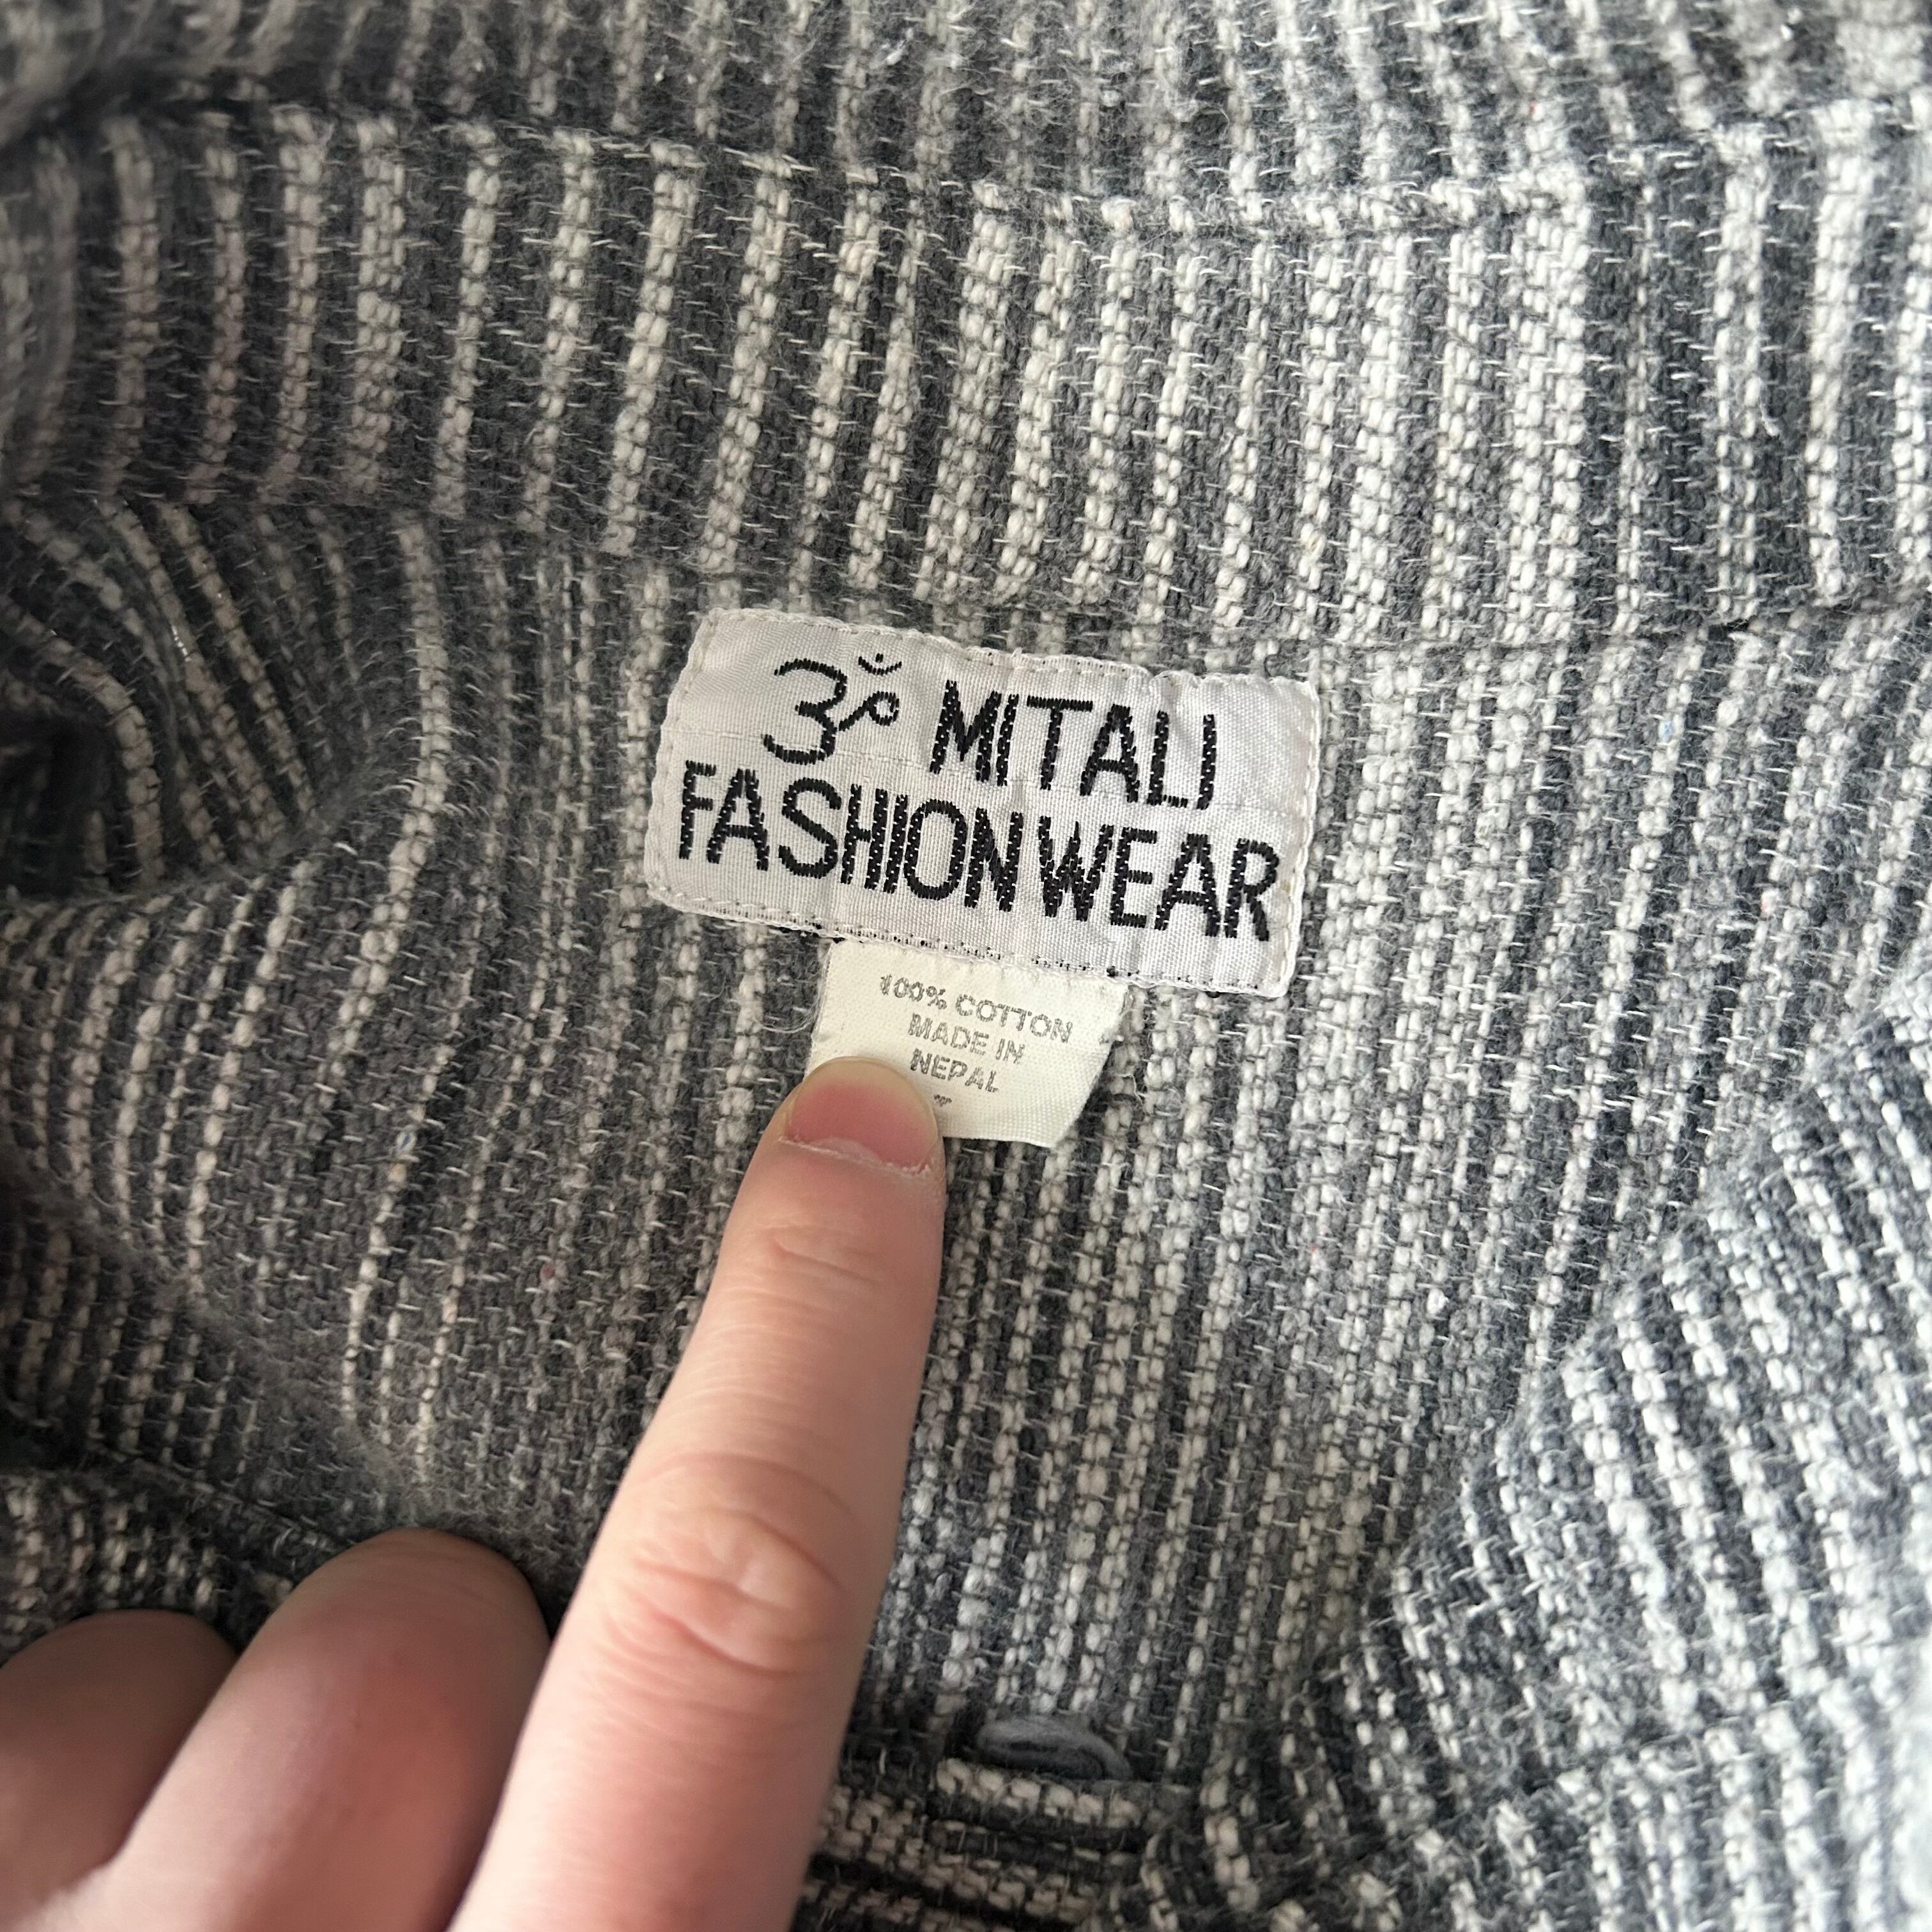 ॐ MITALI
FASHION WEAR
100% COTTON
MADE IN
NEPAL